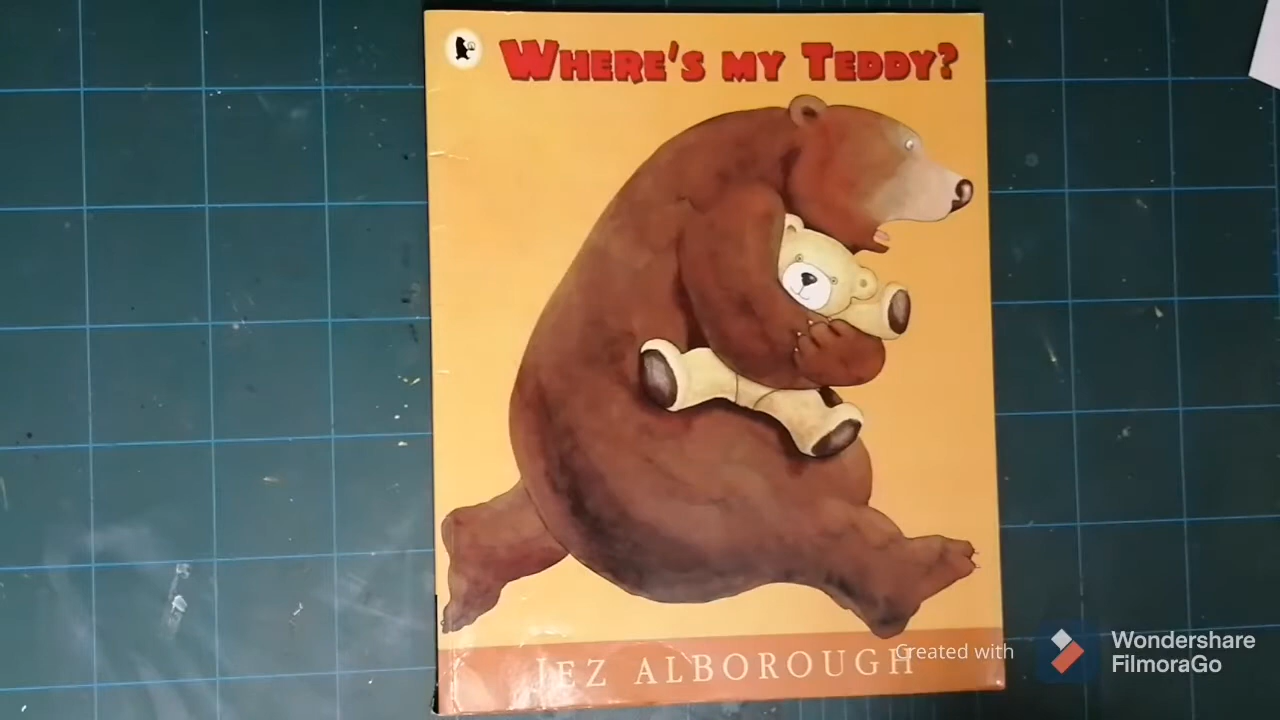 WHERE'S MY TEDDY?
JEZ ALBOROUGH
Created with
Wondershare
FilmoraGo